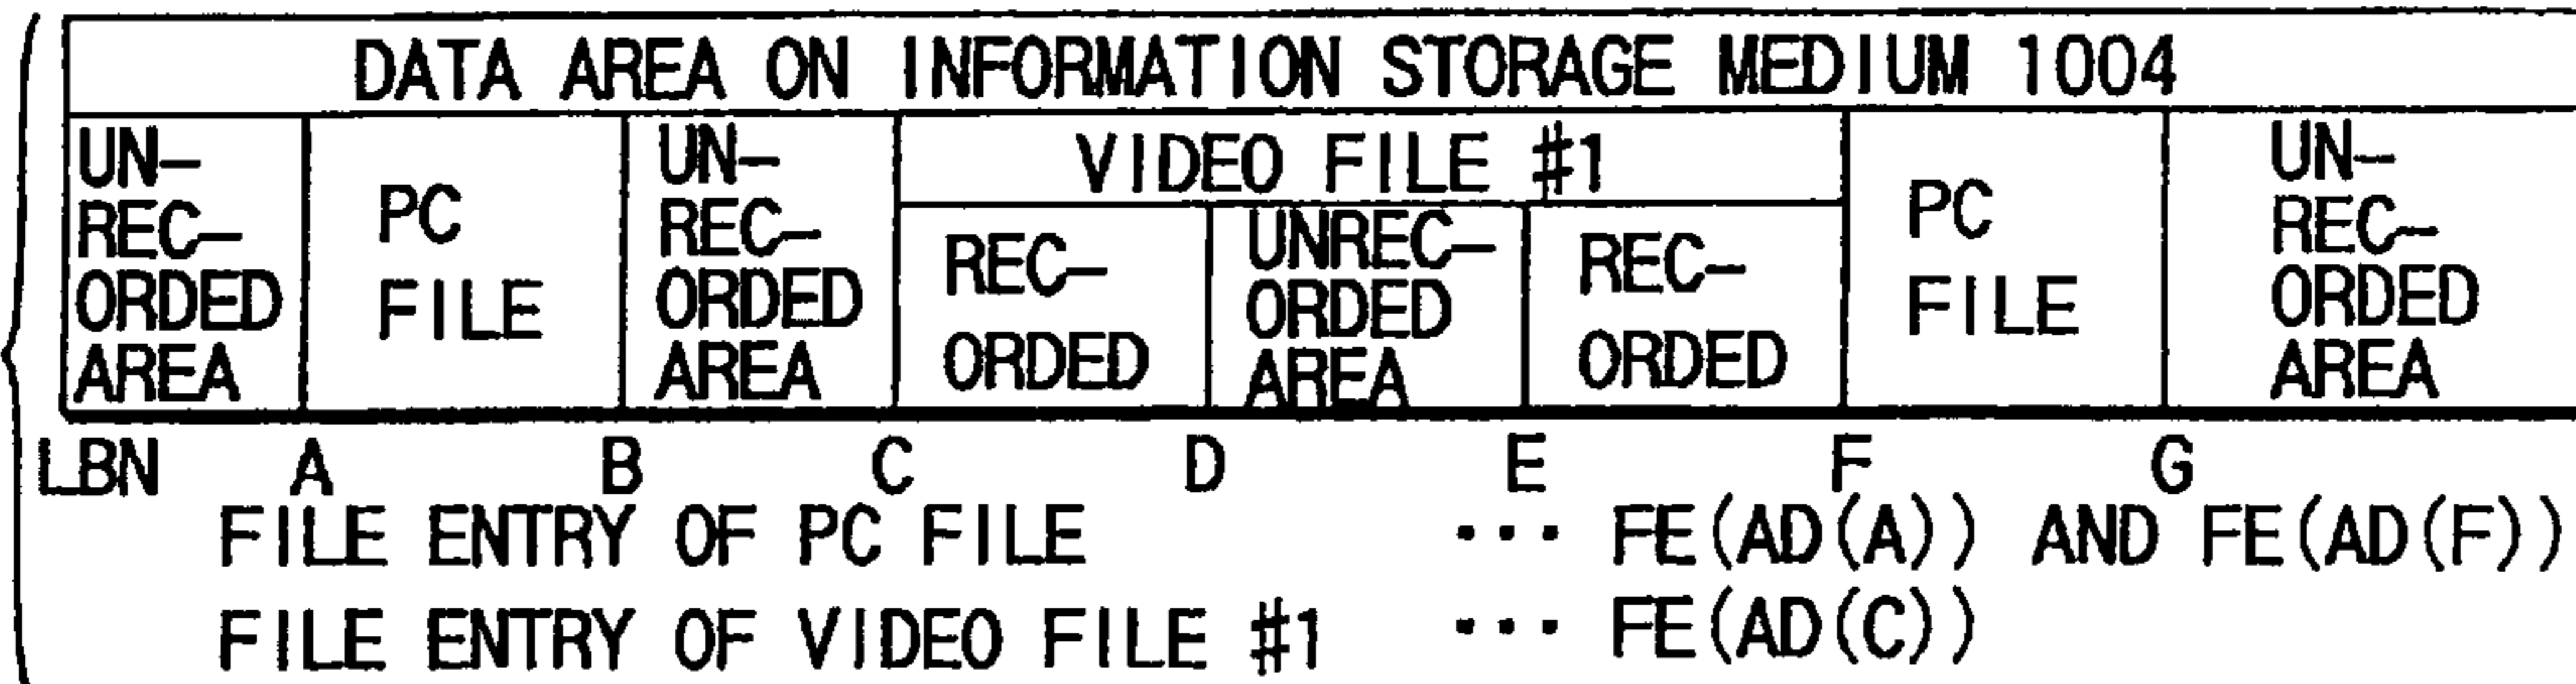 DATA AREA ON INFORMATION STORAGE MEDIUM 1004
UN-
REC-
ORDED
AREA
PC
FILE
UN-
REC-
ORDED
AREA
VIDEO FILE #1
REC-
ORDED
UNREC-
ORDED
AREA
REC-
ORDED
PC
FILE
UN-
REC-
ORDED
AREA
LBN A B C D E F G
FILE ENTRY OF PC FILE ··· FE(AD(A)) AND FE(AD(F))
FILE ENTRY OF VIDEO FILE #1 ··· FE(AD(C))